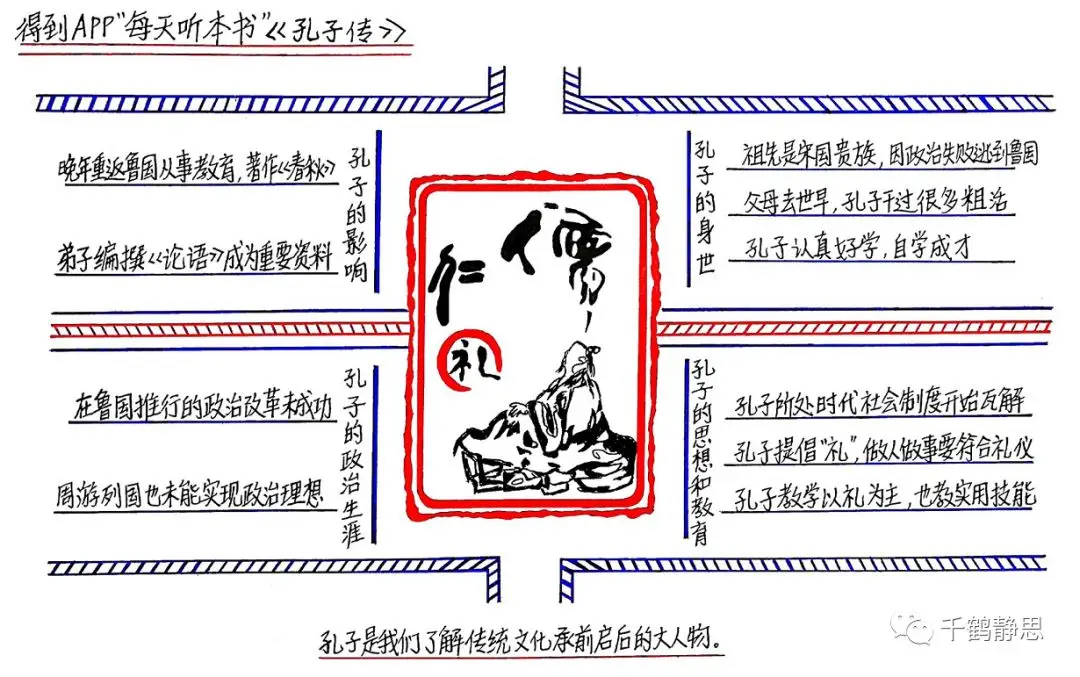 得到APP"每天听本书"《孔子传》
孔子的身世
祖先是宋国贵族，因政治失败逃到鲁国
父母去世早，孔子干过很多粗活
孔子认真好学，自学成才
孔子的思想和教育
孔子所处时代社会制度开始瓦解
孔子提倡"礼"，做人做事要符合礼仪
孔子教学以礼为主，也教实用技能
孔子的政治生涯
在鲁国推行的政治改革未成功
周游列国也未能实现政治理想
孔子的影响
晚年重返鲁国从事教育，著作《春秋》
弟子编撰《论语》成为重要资料
儒
仁
礼
孔子是我们了解传统文化承前启后的大人物。
千鹤静思